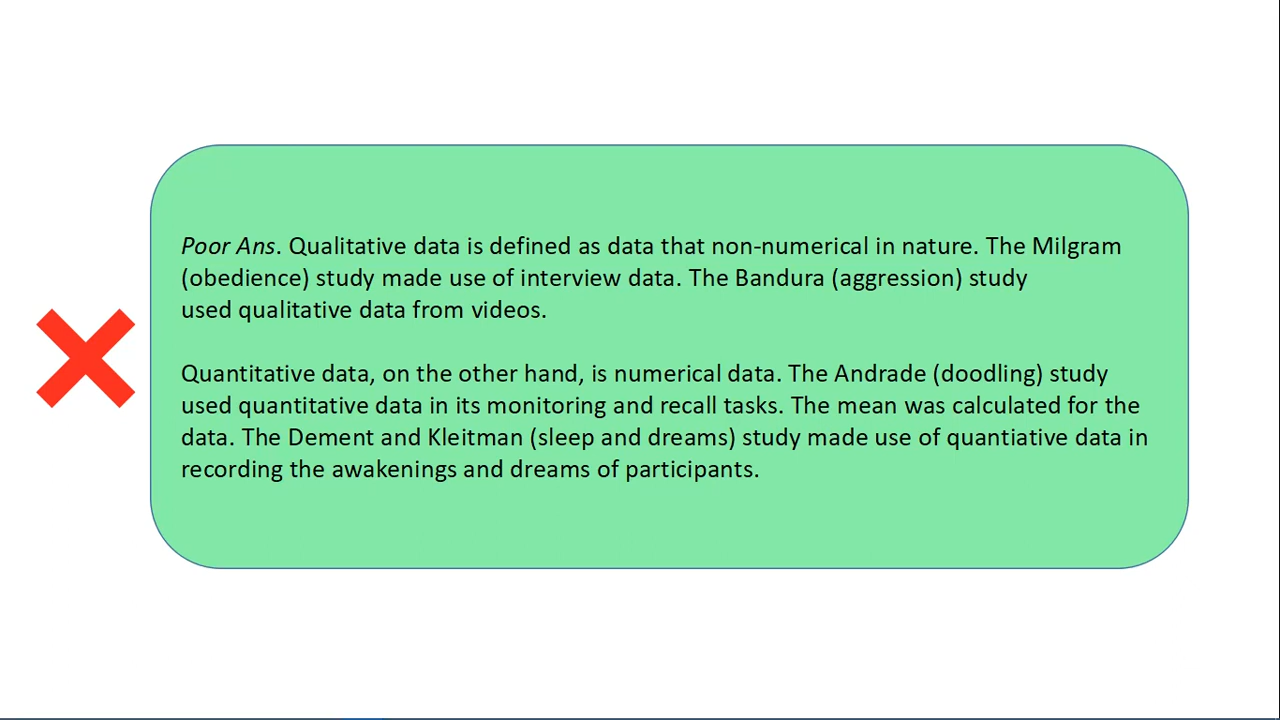 Poor Ans. Qualitative data is defined as data that non-numerical in nature. The Milgram
(obedience) study made use of interview data. The Bandura (aggression) study
used qualitative data from videos.
Quantitative data, on the other hand, is numerical data. The Andrade (doodling) study
used quantitative data in its monitoring and recall tasks. The mean was calculated for the
data. The Dement and Kleitman (sleep and dreams) study made use of quantiative data in
recording the awakenings and dreams of participants.